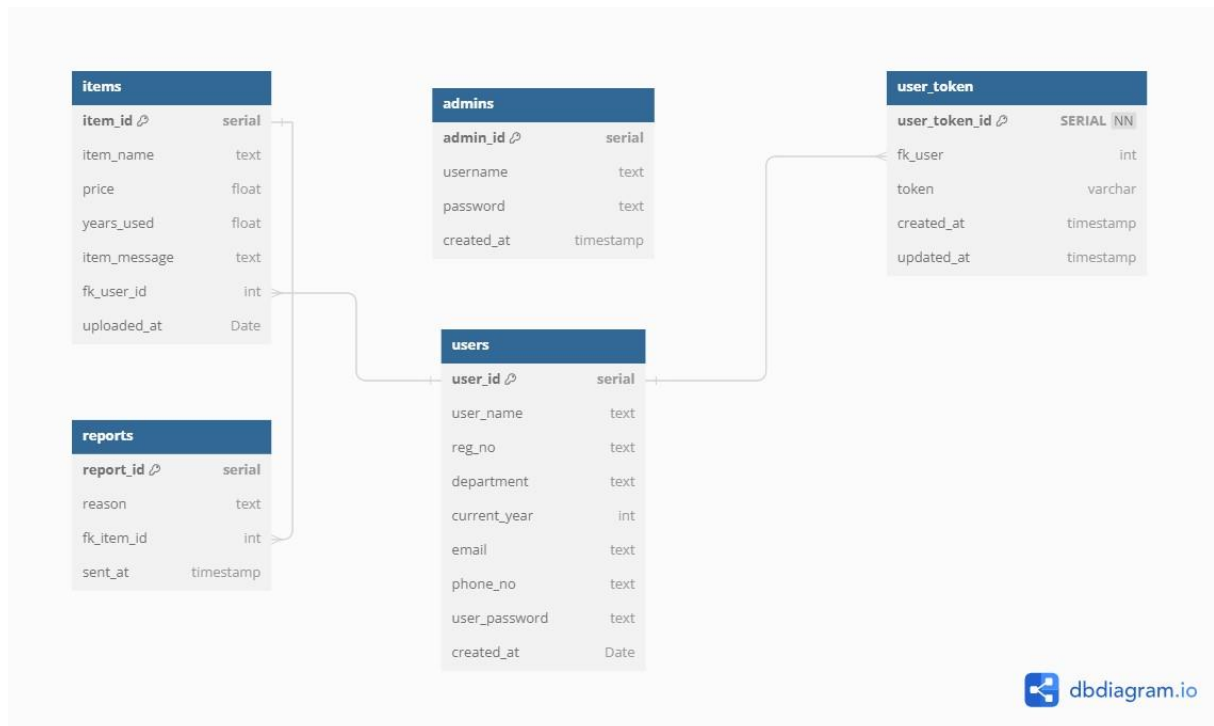 items
item_id serial
item_name text
price float
years_used float
item_message text
fk_user_id int
uploaded_at Date
admins
admin_id serial
username text
password text
created_at timestamp
user_token
user_token_id SERIAL NN
fk_user int
token varchar
created_at timestamp
updated_at timestamp
reports
report_id serial
reason text
fk_item_id int
sent_at timestamp
users
user_id serial
user_name text
reg_no text
department text
current_year int
email text
phone_no text
user_password text
created_at Date
dbdiagram.io